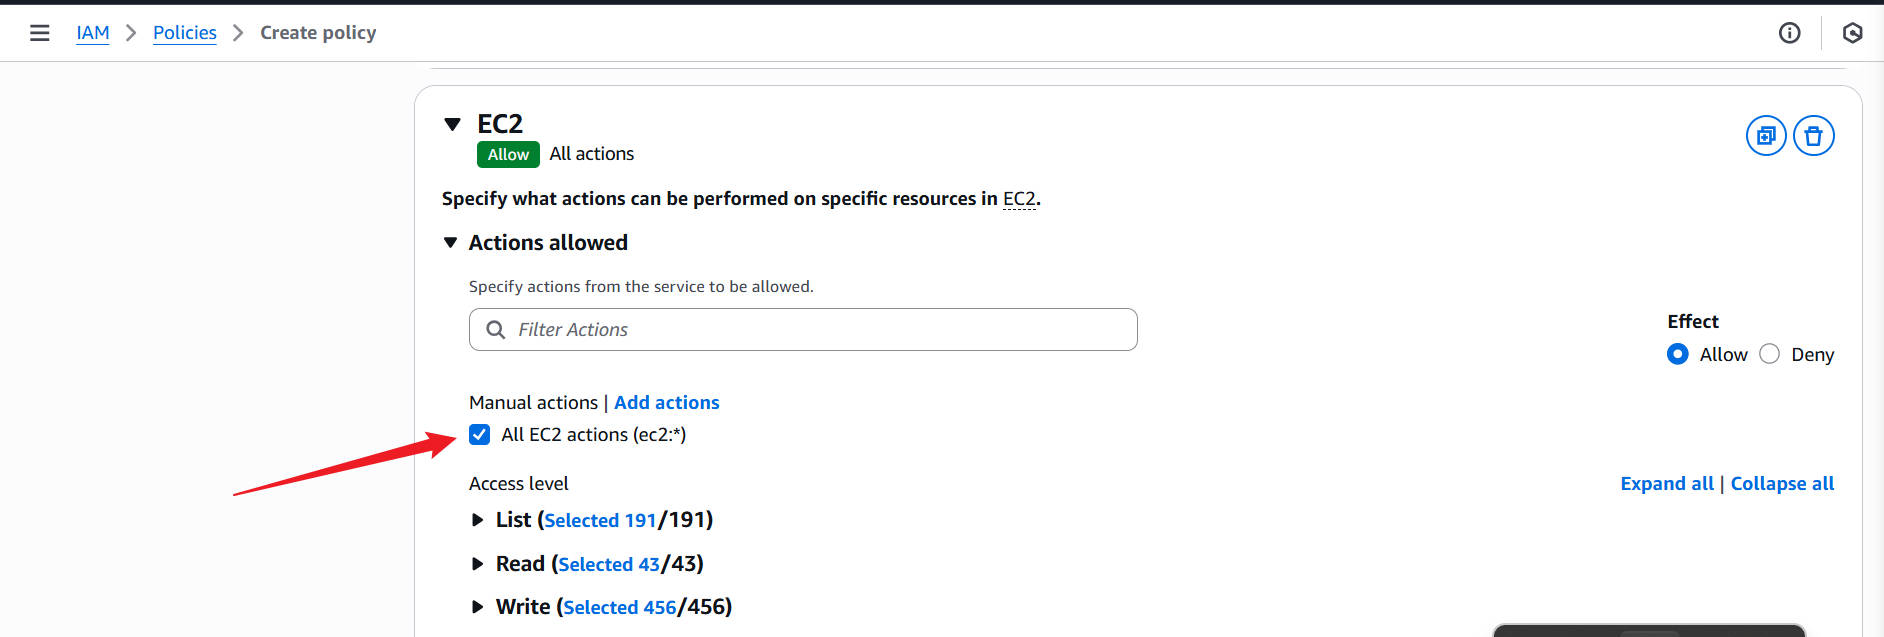 IAM > Policies > Create policy
EC2
Allow All actions
Specify what actions can be performed on specific resources in EC2.
Actions allowed
Specify actions from the service to be allowed.
Filter Actions
Effect
Allow Deny
Manual actions | Add actions
All EC2 actions (ec2:*)
Access level
Expand all | Collapse all
List (Selected 191/191)
Read (Selected 43/43)
Write (Selected 456/456)